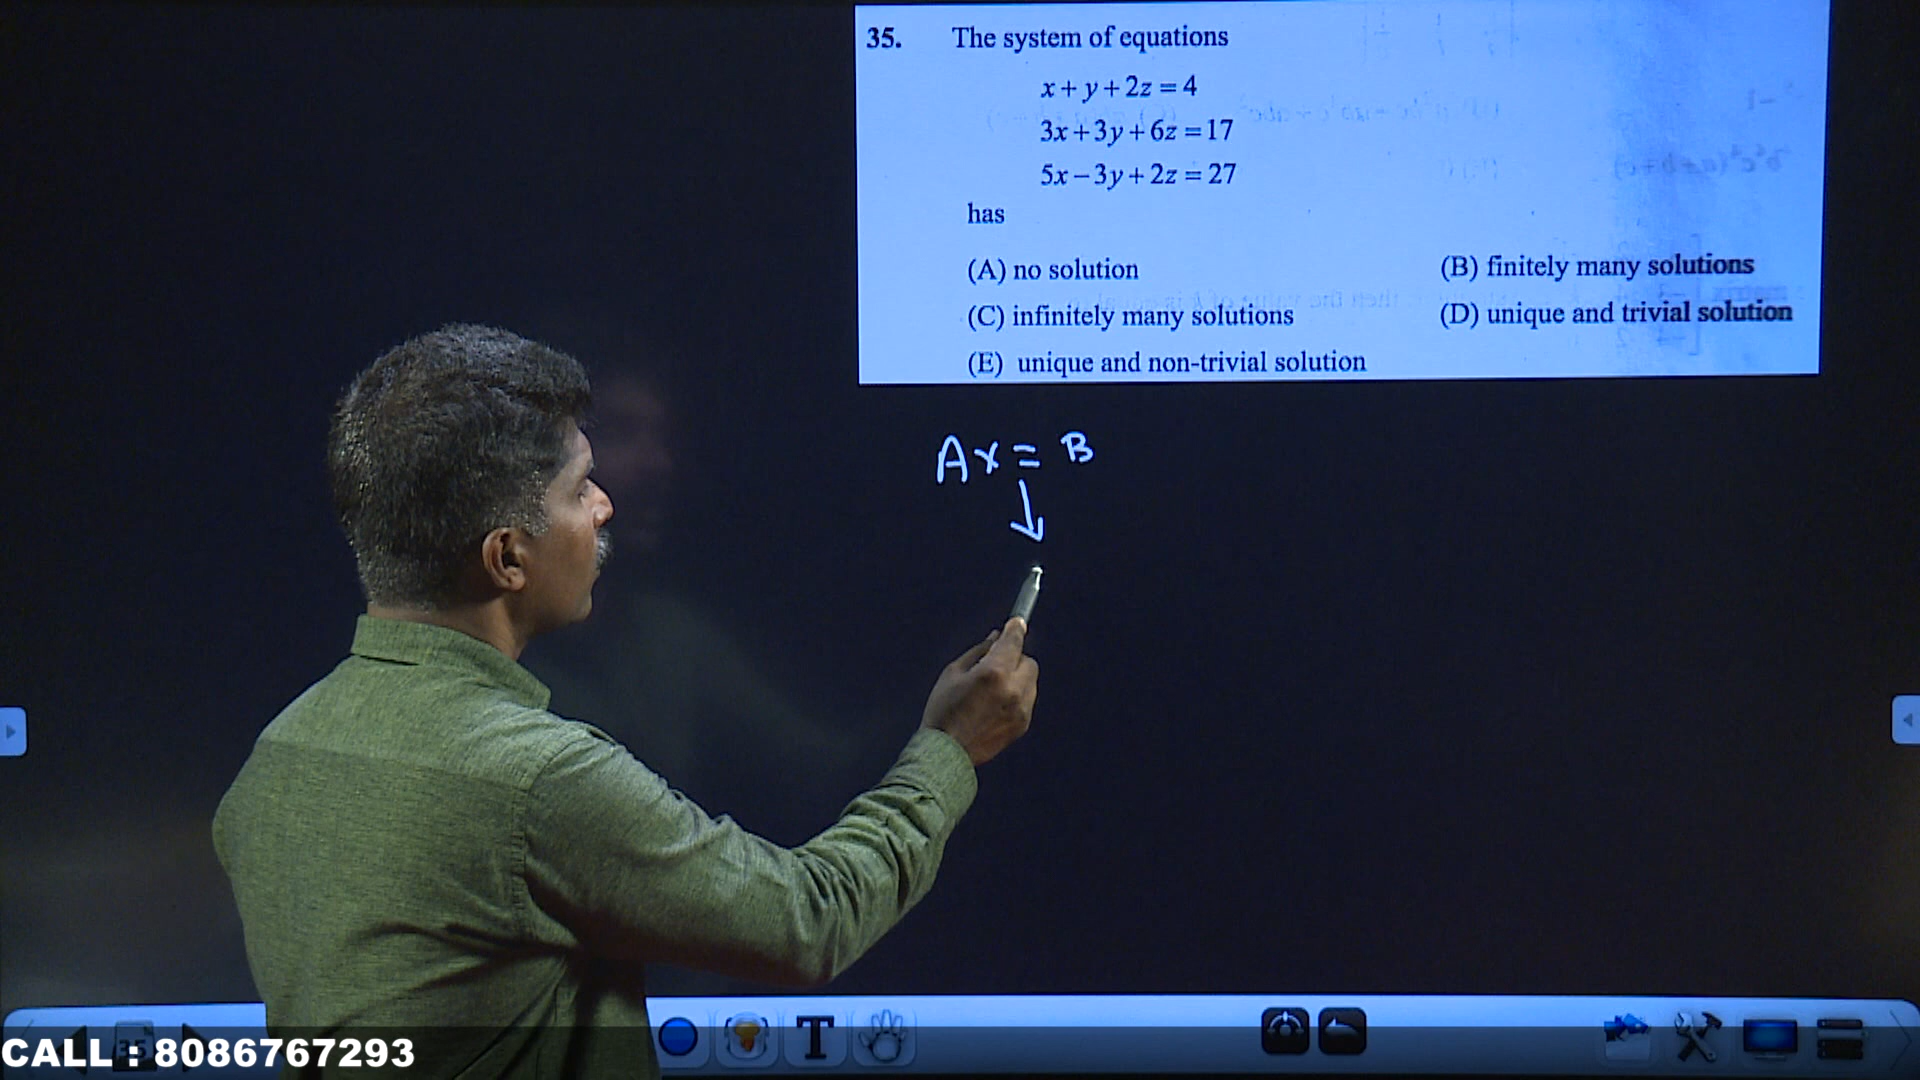 35. The system of equations
x + y + 2z = 4
3x + 3y + 6z = 17
5x − 3y + 2z = 27
has
(A) no solution (B) finitely many solutions
(C) infinitely many solutions (D) unique and trivial solution
(E) unique and non-trivial solution
AX = B
T
CALL : 8086767293